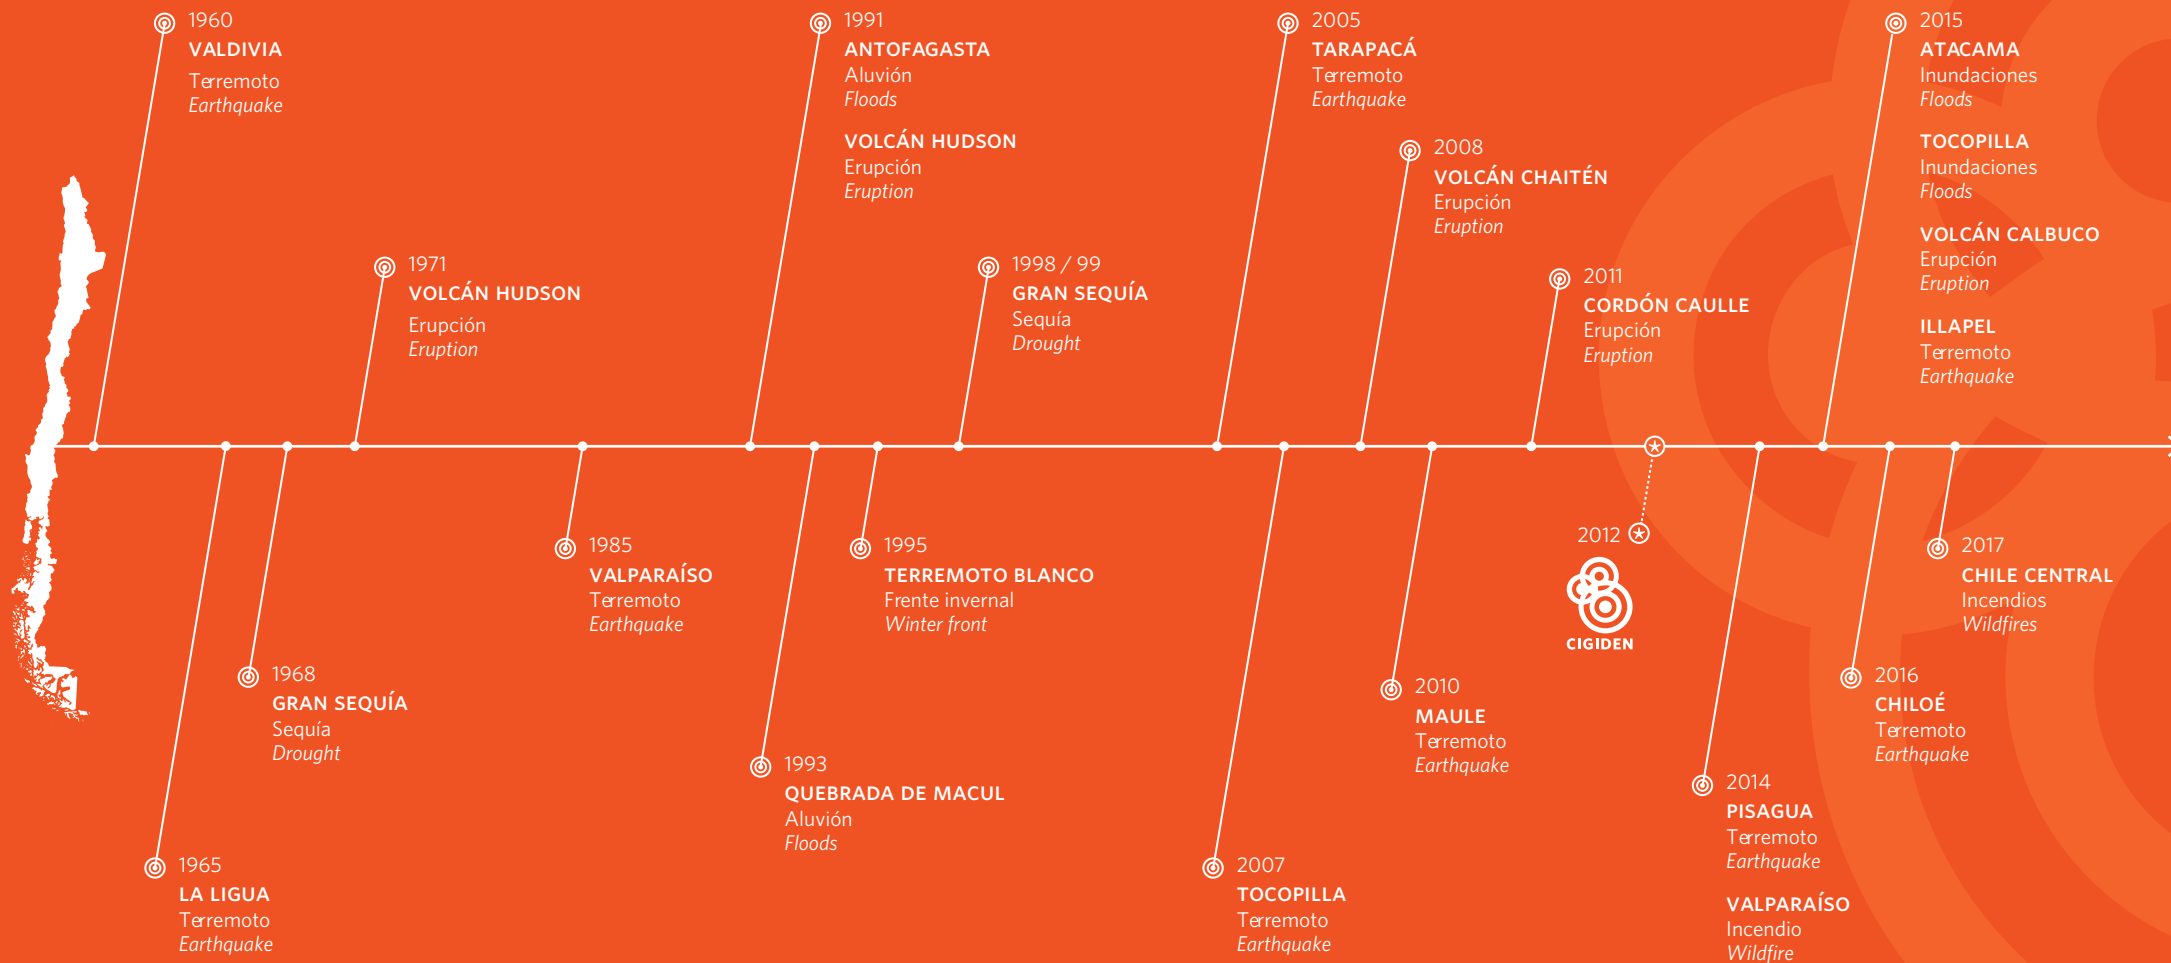 1960
VALDIVIA
Terremoto
Earthquake
1965
LA LIGUA
Terremoto
Earthquake
1968
GRAN SEQUÍA
Sequía
Drought
1971
VOLCÁN HUDSON
Erupción
Eruption
1985
VALPARAÍSO
Terremoto
Earthquake
1991
ANTOFAGASTA
Aluvión
Floods
VOLCÁN HUDSON
Erupción
Eruption
1993
QUEBRADA DE MACUL
Aluvión
Floods
1995
TERREMOTO BLANCO
Frente invernal
Winter front
1998 / 99
GRAN SEQUÍA
Sequía
Drought
2005
TARAPACÁ
Terremoto
Earthquake
2007
TOCOPILLA
Terremoto
Earthquake
2008
VOLCÁN CHAITÉN
Erupción
Eruption
2010
MAULE
Terremoto
Earthquake
2011
CORDÓN CAULLE
Erupción
Eruption
2012
CIGIDEN
2014
PISAGUA
Terremoto
Earthquake
VALPARAÍSO
Incendio
Wildfire
2015
ATACAMA
Inundaciones
Floods
TOCOPILLA
Inundaciones
Floods
VOLCÁN CALBUCO
Erupción
Eruption
ILLAPEL
Terremoto
Earthquake
2016
CHILOÉ
Terremoto
Earthquake
2017
CHILE CENTRAL
Incendios
Wildfires